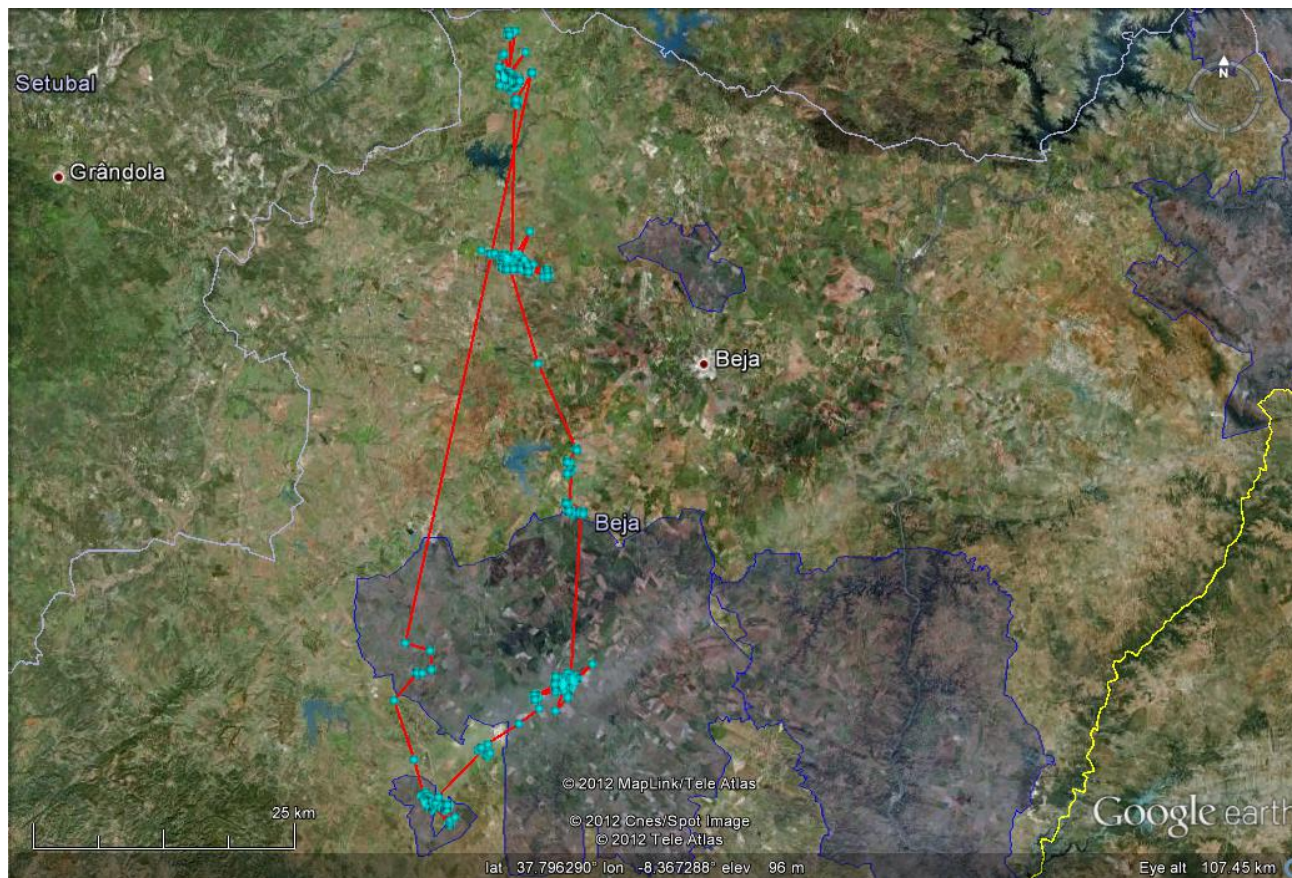 N
Setubal
Grândola
Beja
Beja
© 2012 MapLink/Tele Atlas
25 km
© 2012 Cnes/Spot Image
© 2012 Tele Atlas
Google earth
lat 37.796290° lon -8.367288° elev 96 m
Eye alt 107.45 km